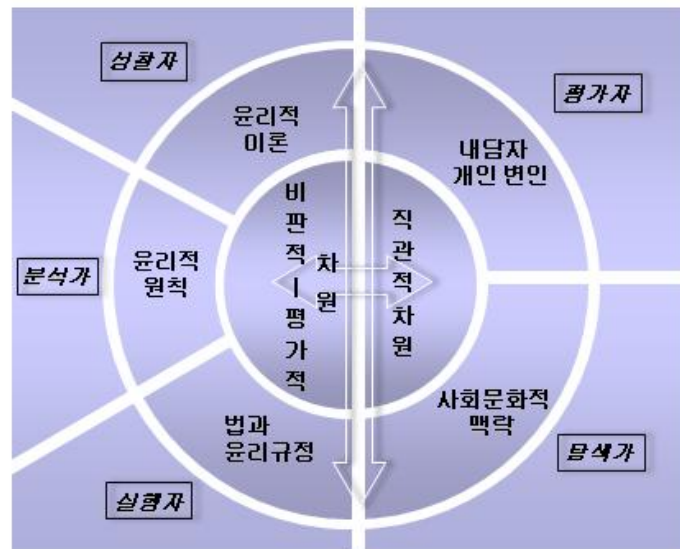 성찰자
평가자
윤리적
이론
내담자
개인 변인
비판적-평가적
차원
직관적차원
분석가
윤리적
원칙
사회문화적
맥락
법과
윤리규정
탐색가
실행자